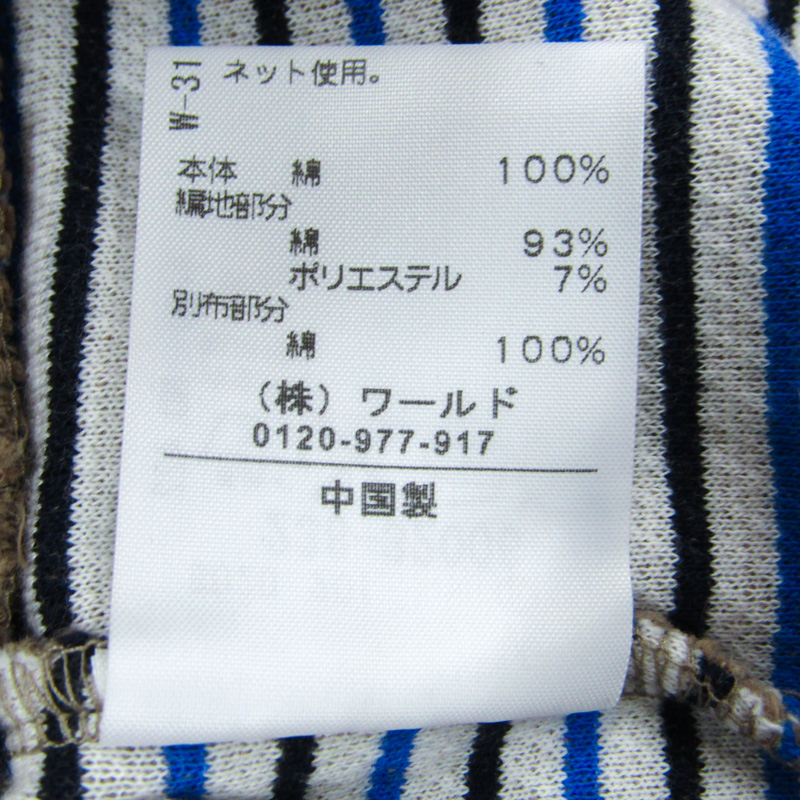 W-31
ネット使用。
本体 綿 100%
編地部分
綿 93%
ポリエステル 7%
別布部分
綿 100%
(株)ワールド
0120-977-917
中国製